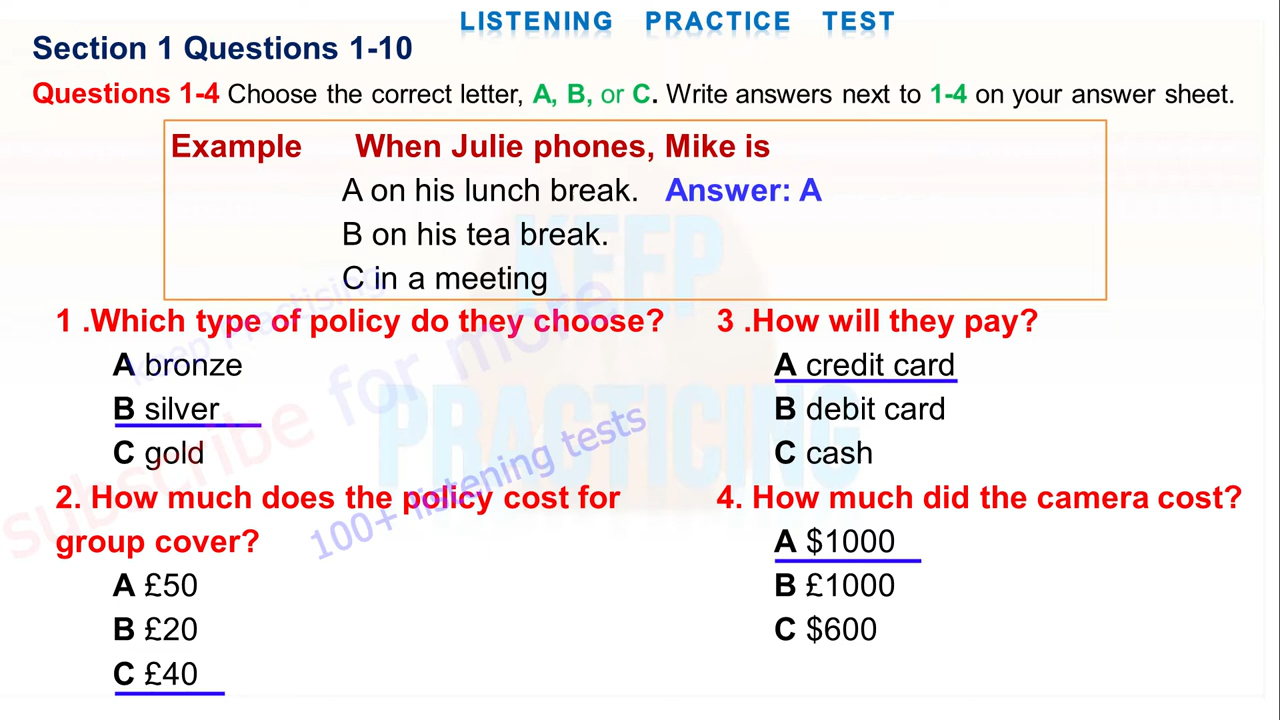 LISTENING PRACTICE TEST
Section 1 Questions 1-10
Questions 1-4 Choose the correct letter, A, B, or C. Write answers next to 1-4 on your answer sheet.
Example When Julie phones, Mike is
A on his lunch break. Answer: A
B on his tea break.
C in a meeting
1 .Which type of policy do they choose?
A bronze
B silver
C gold
2. How much does the policy cost for
group cover?
A £50
B £20
C £40
3 .How will they pay?
A credit card
B debit card
C cash
4. How much did the camera cost?
A $1000
B £1000
C $600
KEEP
PRACTICING
keep practising
subscribe for more
100+ listening tests